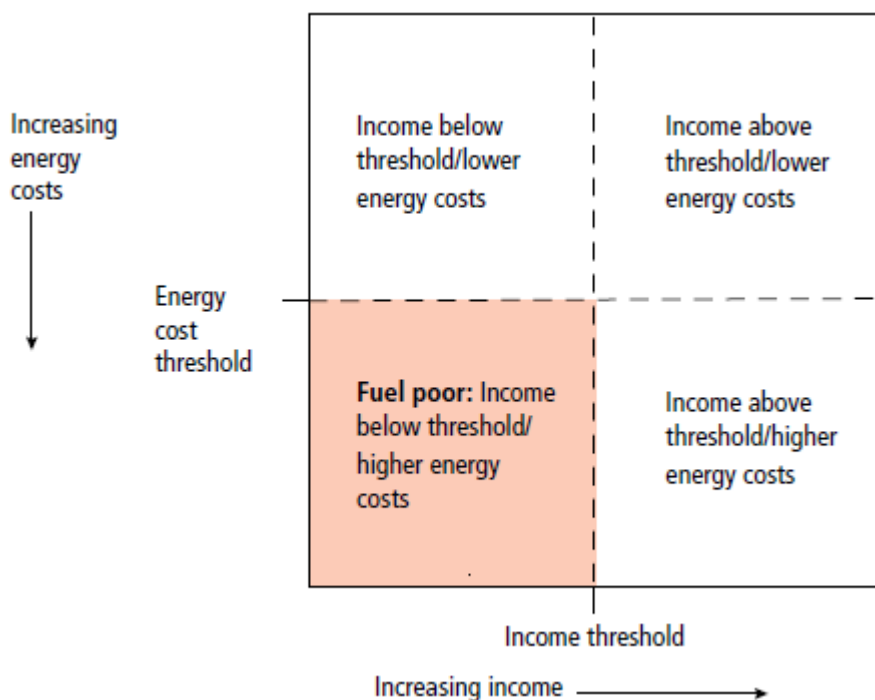 Increasing
energy
costs
Income below
threshold/lower
energy costs
Income above
threshold/lower
energy costs
Energy
cost
threshold
Fuel poor: Income
below threshold/
higher energy
costs
Income above
threshold/higher
energy costs
Income threshold
Increasing income